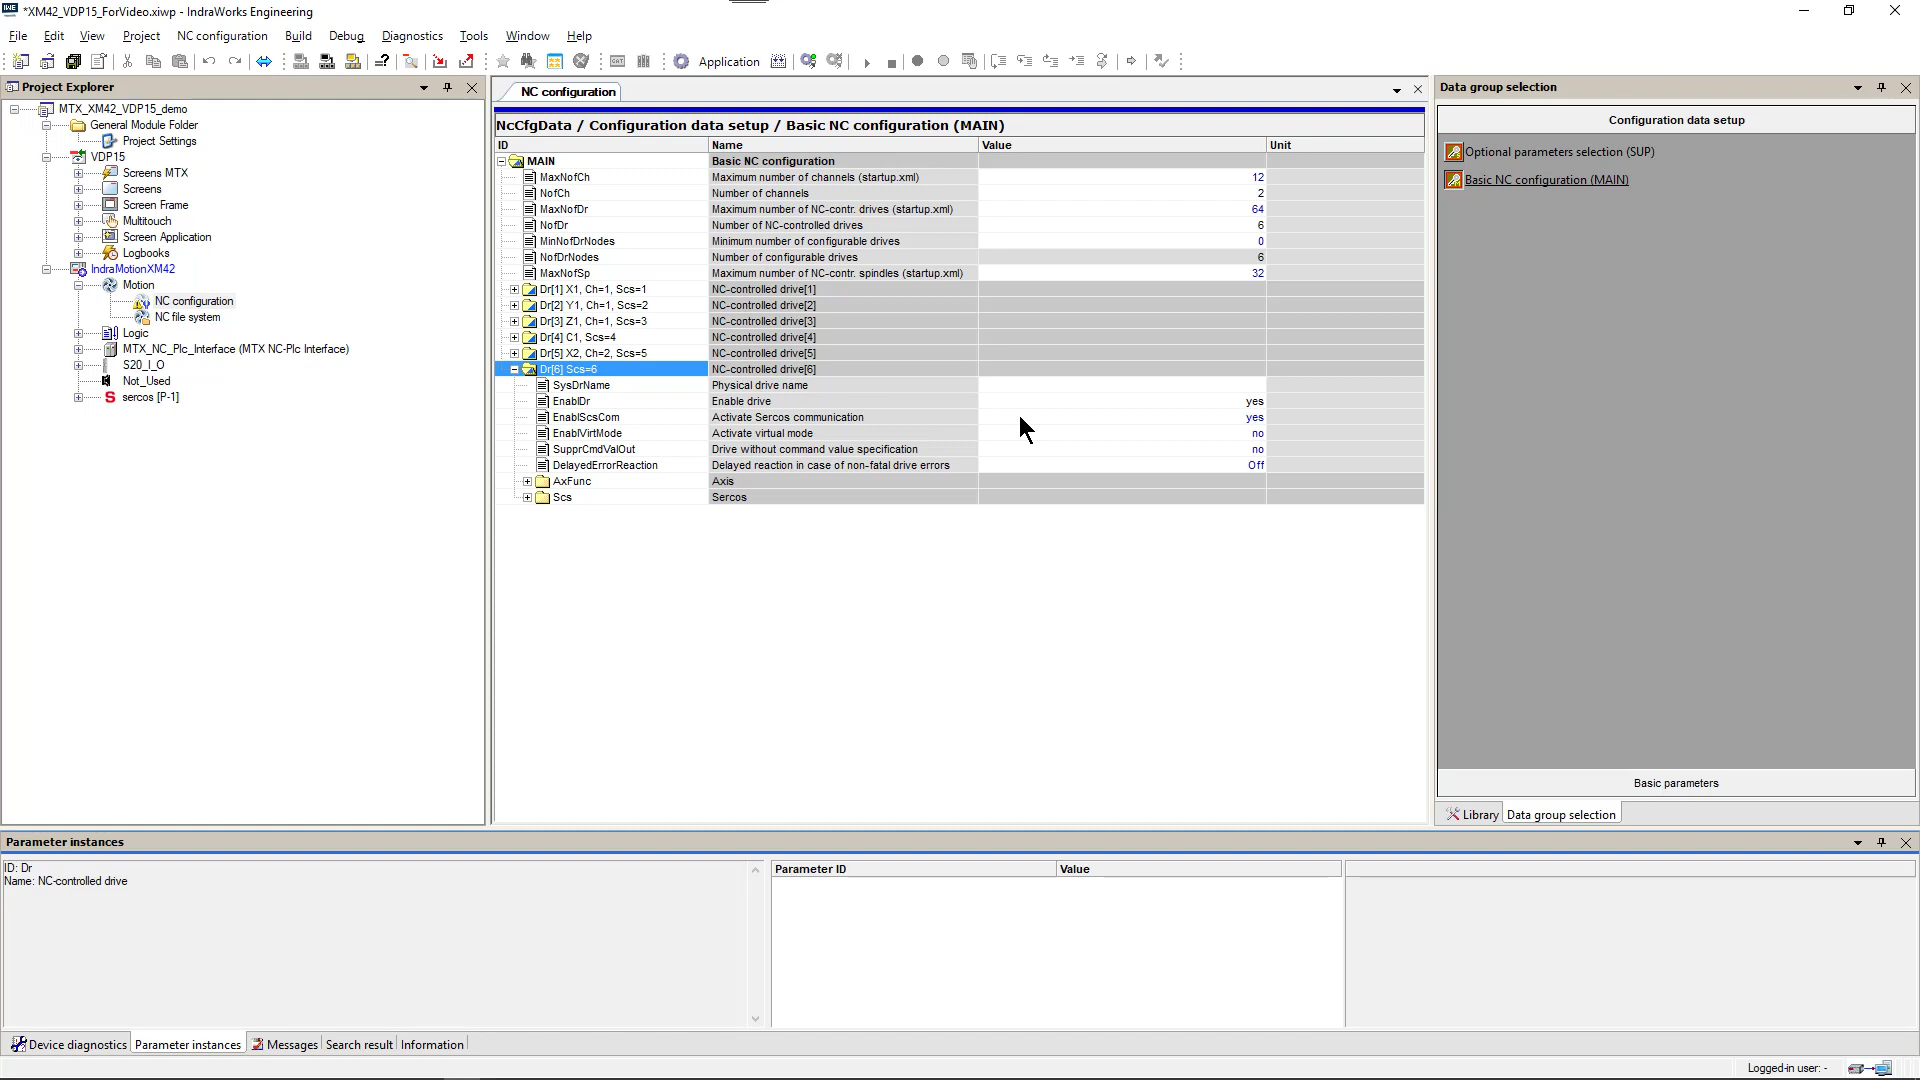 *XM42_VDP15_ForVideo.xiwp - IndraWorks Engineering
File Edit View Project NC configuration Build Debug Diagnostics Tools Window Help
Application
Project Explorer
MTX_XM42_VDP15_demo
General Module Folder
Project Settings
VDP15
Screens MTX
Screens
Screen Frame
Multitouch
Screen Application
Logbooks
IndraMotionXM42
Motion
NC configuration
NC file system
Logic
MTX_NC_Plc_Interface (MTX NC-Plc Interface)
S20_I_O
Not_Used
sercos [P-1]
NC configuration
NcCfgData / Configuration data setup / Basic NC configuration (MAIN)
ID Name Value Unit
MAIN Basic NC configuration
MaxNofCh Maximum number of channels (startup.xml) 12
NofCh Number of channels 2
MaxNofDr Maximum number of NC-contr. drives (startup.xml) 64
NofDr Number of NC-controlled drives 6
MinNofDrNodes Minimum number of configurable drives 0
NofDrNodes Number of configurable drives 6
MaxNofSp Maximum number of NC-contr. spindles (startup.xml) 32
Dr[1] X1, Ch=1, Scs=1 NC-controlled drive[1]
Dr[2] Y1, Ch=1, Scs=2 NC-controlled drive[2]
Dr[3] Z1, Ch=1, Scs=3 NC-controlled drive[3]
Dr[4] C1, Scs=4 NC-controlled drive[4]
Dr[5] X2, Ch=2, Scs=5 NC-controlled drive[5]
Dr[6] Scs=6 NC-controlled drive[6]
SysDrName Physical drive name
EnablDr Enable drive yes
EnablScsCom Activate Sercos communication yes
EnablVirtMode Activate virtual mode no
SupprCmdValOut Drive without command value specification no
DelayedErrorReaction Delayed reaction in case of non-fatal drive errors Off
AxFunc Axis
Scs Sercos
Data group selection
Configuration data setup
Optional parameters selection (SUP)
Basic NC configuration (MAIN)
Basic parameters
Library Data group selection
Parameter instances
ID: Dr
Name: NC-controlled drive
Parameter ID Value
Device diagnostics Parameter instances Messages Search result Information
Logged-in user: -